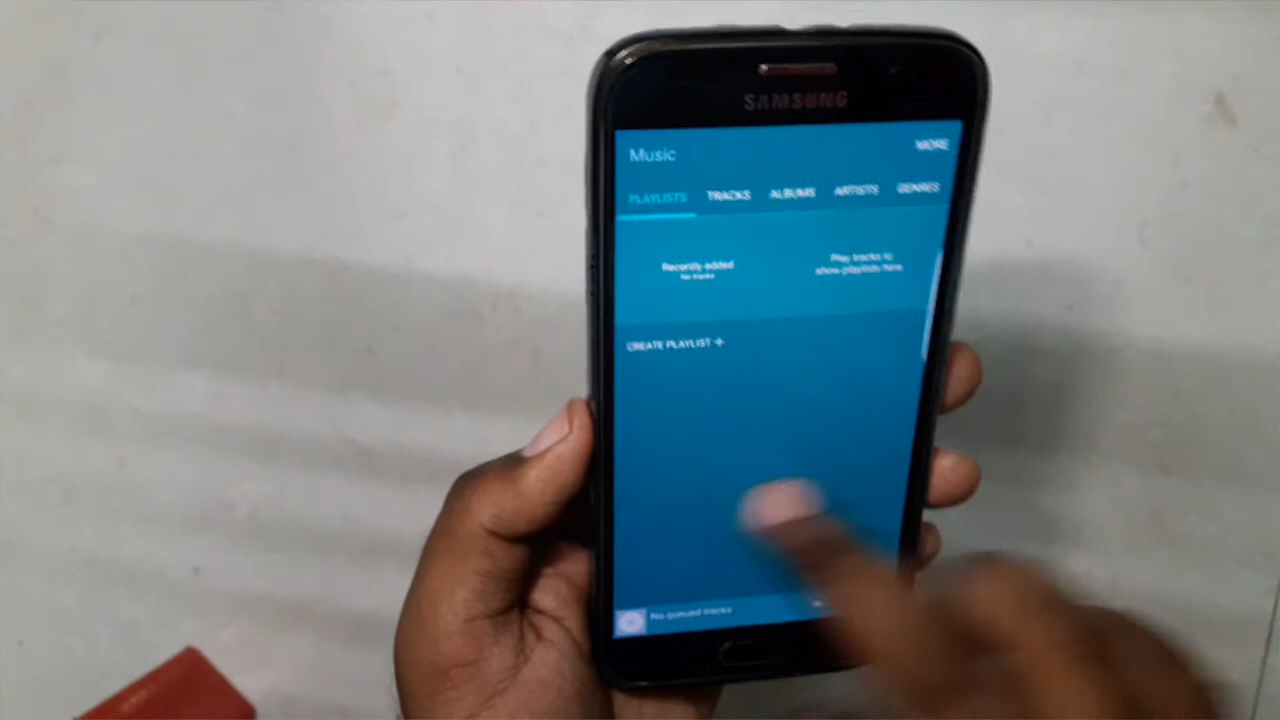 SAMSUNG
Music MORE
PLAYLISTS TRACKS ALBUMS ARTISTS GENRES
Recently added
No tracks
Play tracks to
show playlists here.
CREATE PLAYLIST +
No queued tracks